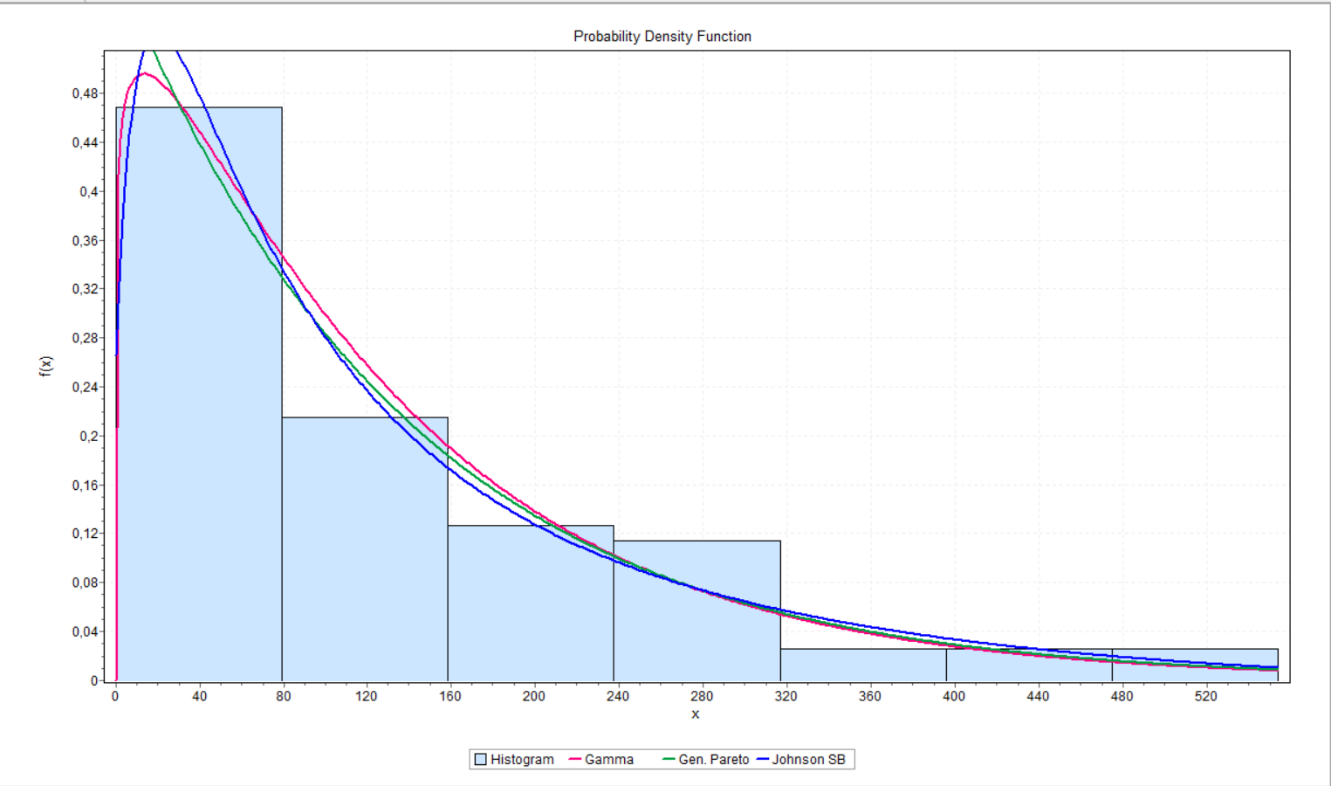 Probability Density Function
0,48
0,44
0,4
0,36
0,32
0,28
0,24
0,2
0,16
0,12
0,08
0,04
0
f(x)
0 40 80 120 160 200 240 280 320 360 400 440 480 520
x
Histogram Gamma Gen. Pareto Johnson SB